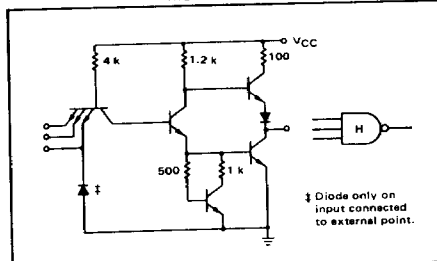 VCC
4 k
1.2 k
100
H
500
1 k
‡
‡ Diode only on
input connected
to external point.